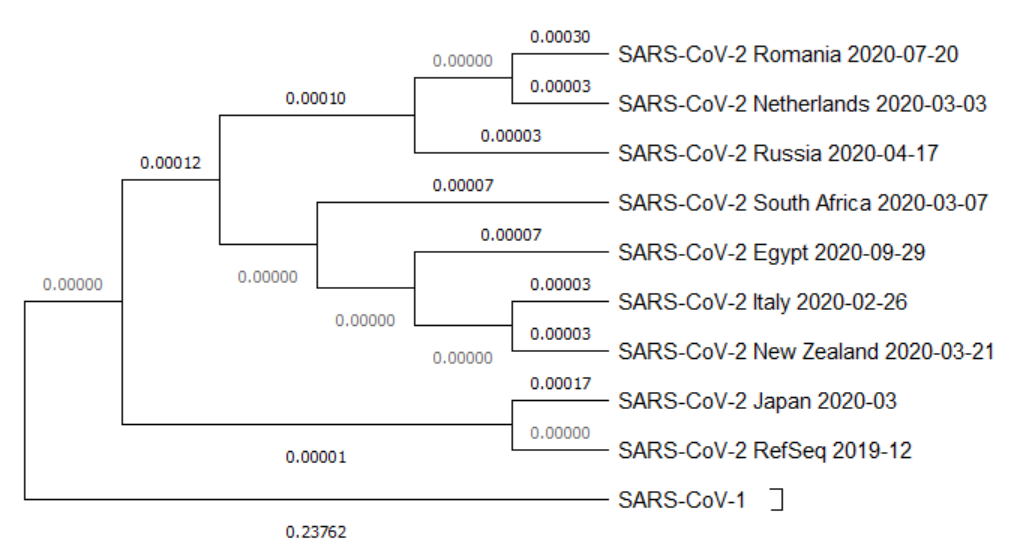 0.00030
SARS-CoV-2 Romania 2020-07-20
0.00000
0.00003
SARS-CoV-2 Netherlands 2020-03-03
0.00010
0.00003
SARS-CoV-2 Russia 2020-04-17
0.00012
0.00007
SARS-CoV-2 South Africa 2020-03-07
0.00007
SARS-CoV-2 Egypt 2020-09-29
0.00000
0.00000
0.00003
SARS-CoV-2 Italy 2020-02-26
0.00000
0.00003
SARS-CoV-2 New Zealand 2020-03-21
0.00000
0.00017
SARS-CoV-2 Japan 2020-03
0.00000
SARS-CoV-2 RefSeq 2019-12
0.00001
SARS-CoV-1
0.23762